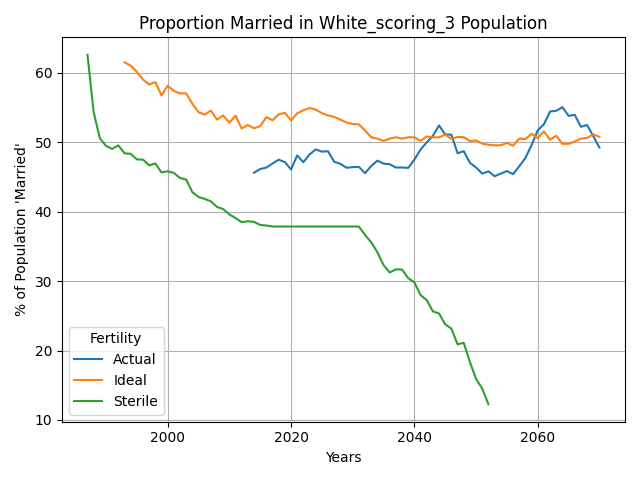 Proportion Married in White_scoring_3 Population
% of Population 'Married'
60
50
40
30
20
10
Fertility
Actual
Ideal
Sterile
2000
2020
2040
2060
Years